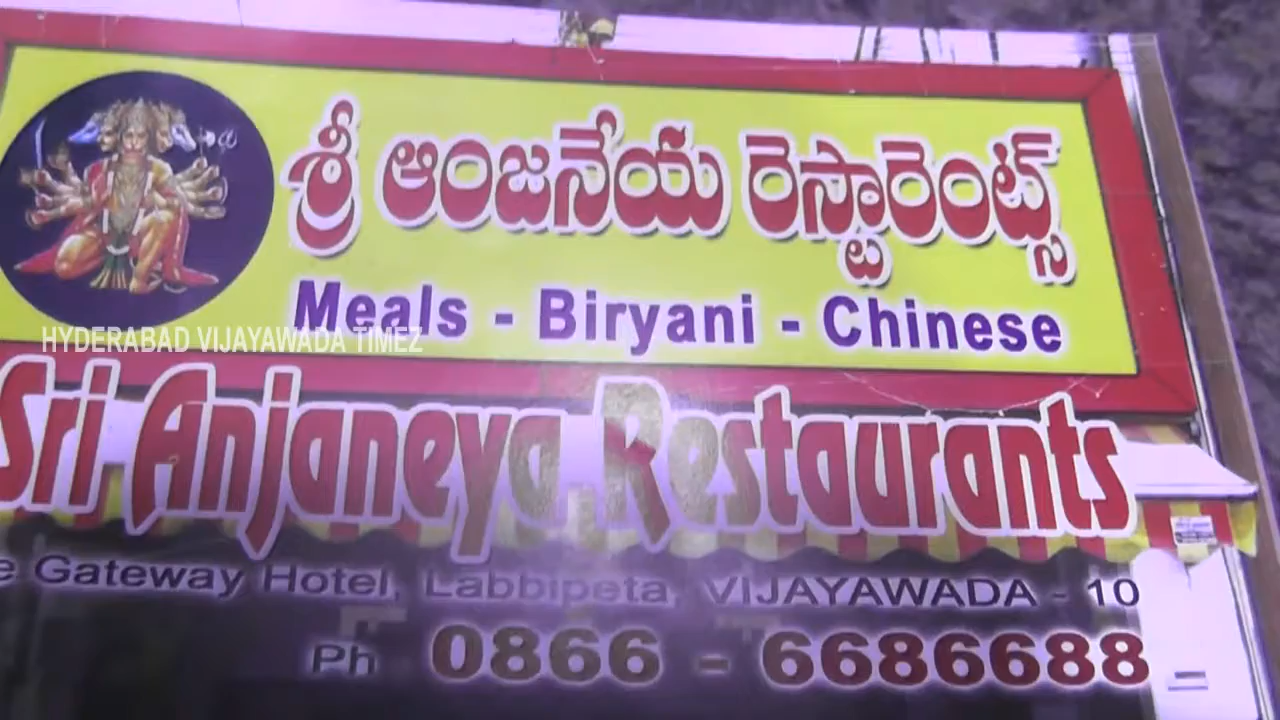 శ్రీ ఆంజనేయ రెస్టారెంట్స్
Meals - Biryani - Chinese
HYDERABAD VIJAYAWADA TIMEZ
Sri Anjaneya Restaurants
Gateway Hotel, Labbipeta, VIJAYAWADA - 10
Ph 0866 - 6686688